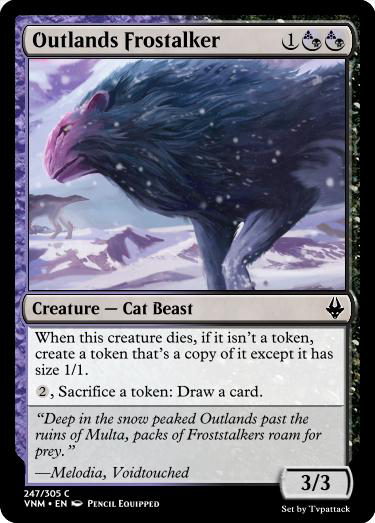 Outlands Frostalker 1
Creature — Cat Beast
When this creature dies, if it isn't a token,
create a token that's a copy of it except it has
size 1/1.
2, Sacrifice a token: Draw a card.
"Deep in the snow peaked Outlands past the
ruins of Multa, packs of Froststalkers roam for
prey."
—Melodia, Voidtouched
3/3
247/305 C
VNM • EN Pencil Equipped
Set by Tvpattack